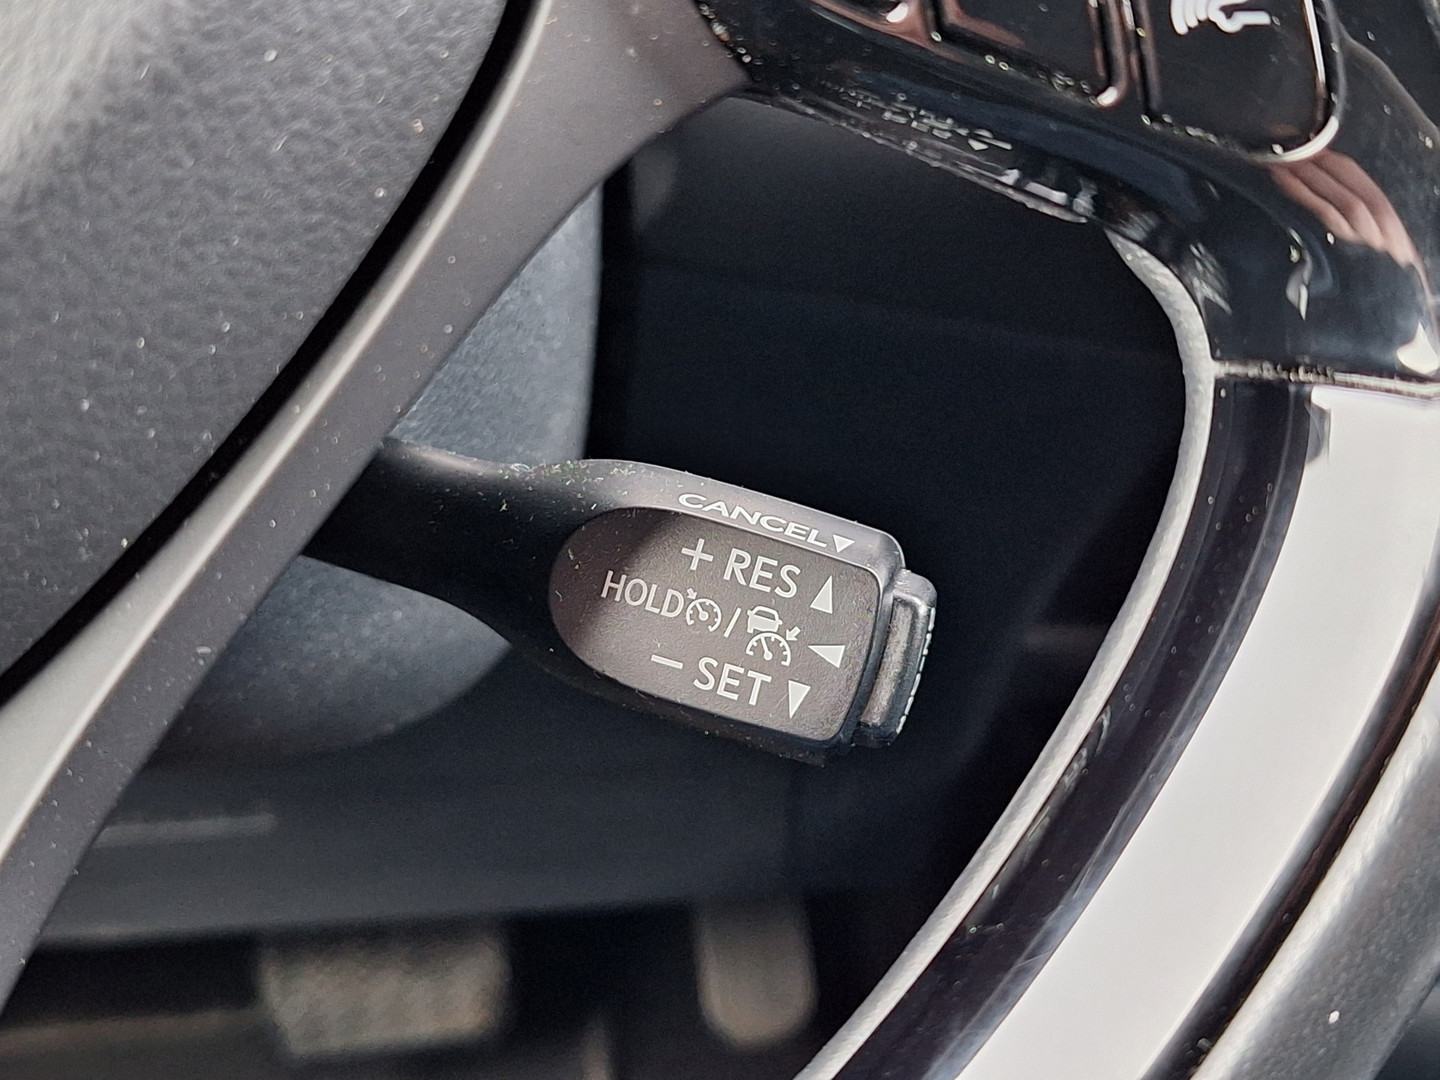 CANCEL▼
+ RES ▲
HOLD / ◀
− SET ▼